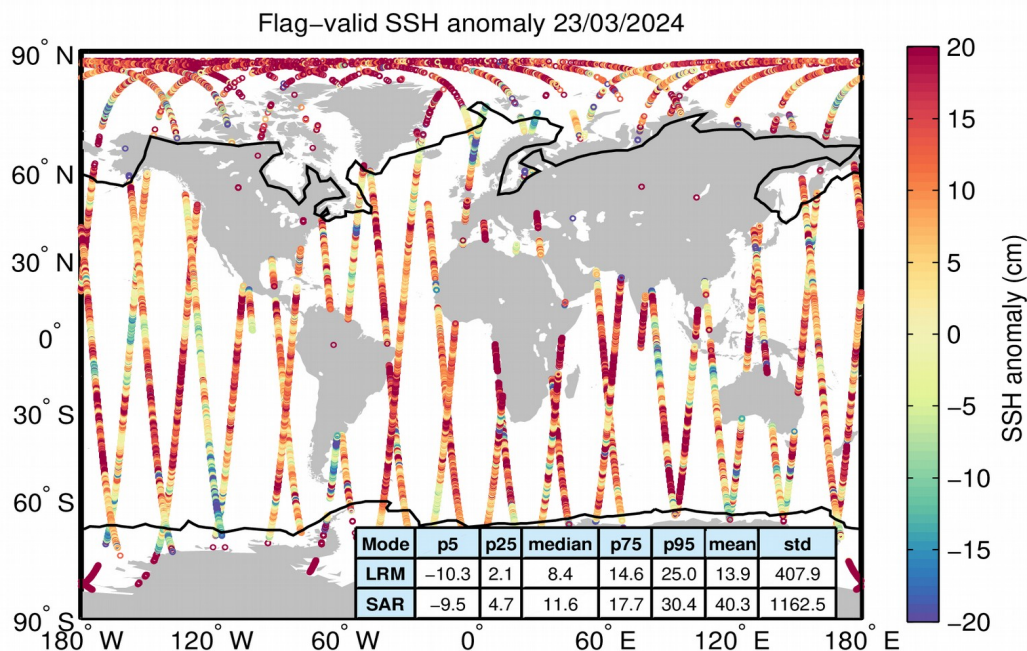 Flag−valid SSH anomaly 23/03/2024
90° N
60° N
30° N
0°
30° S
60° S
90° S
180° W
120° W
60° W
0°
60° E
120° E
180° E
Mode p5 p25 median p75 p95 mean std
LRM −10.3 2.1 8.4 14.6 25.0 13.9 407.9
SAR −9.5 4.7 11.6 17.7 30.4 40.3 1162.5
20
15
10
5
0
−5
−10
−15
−20
SSH anomaly (cm)